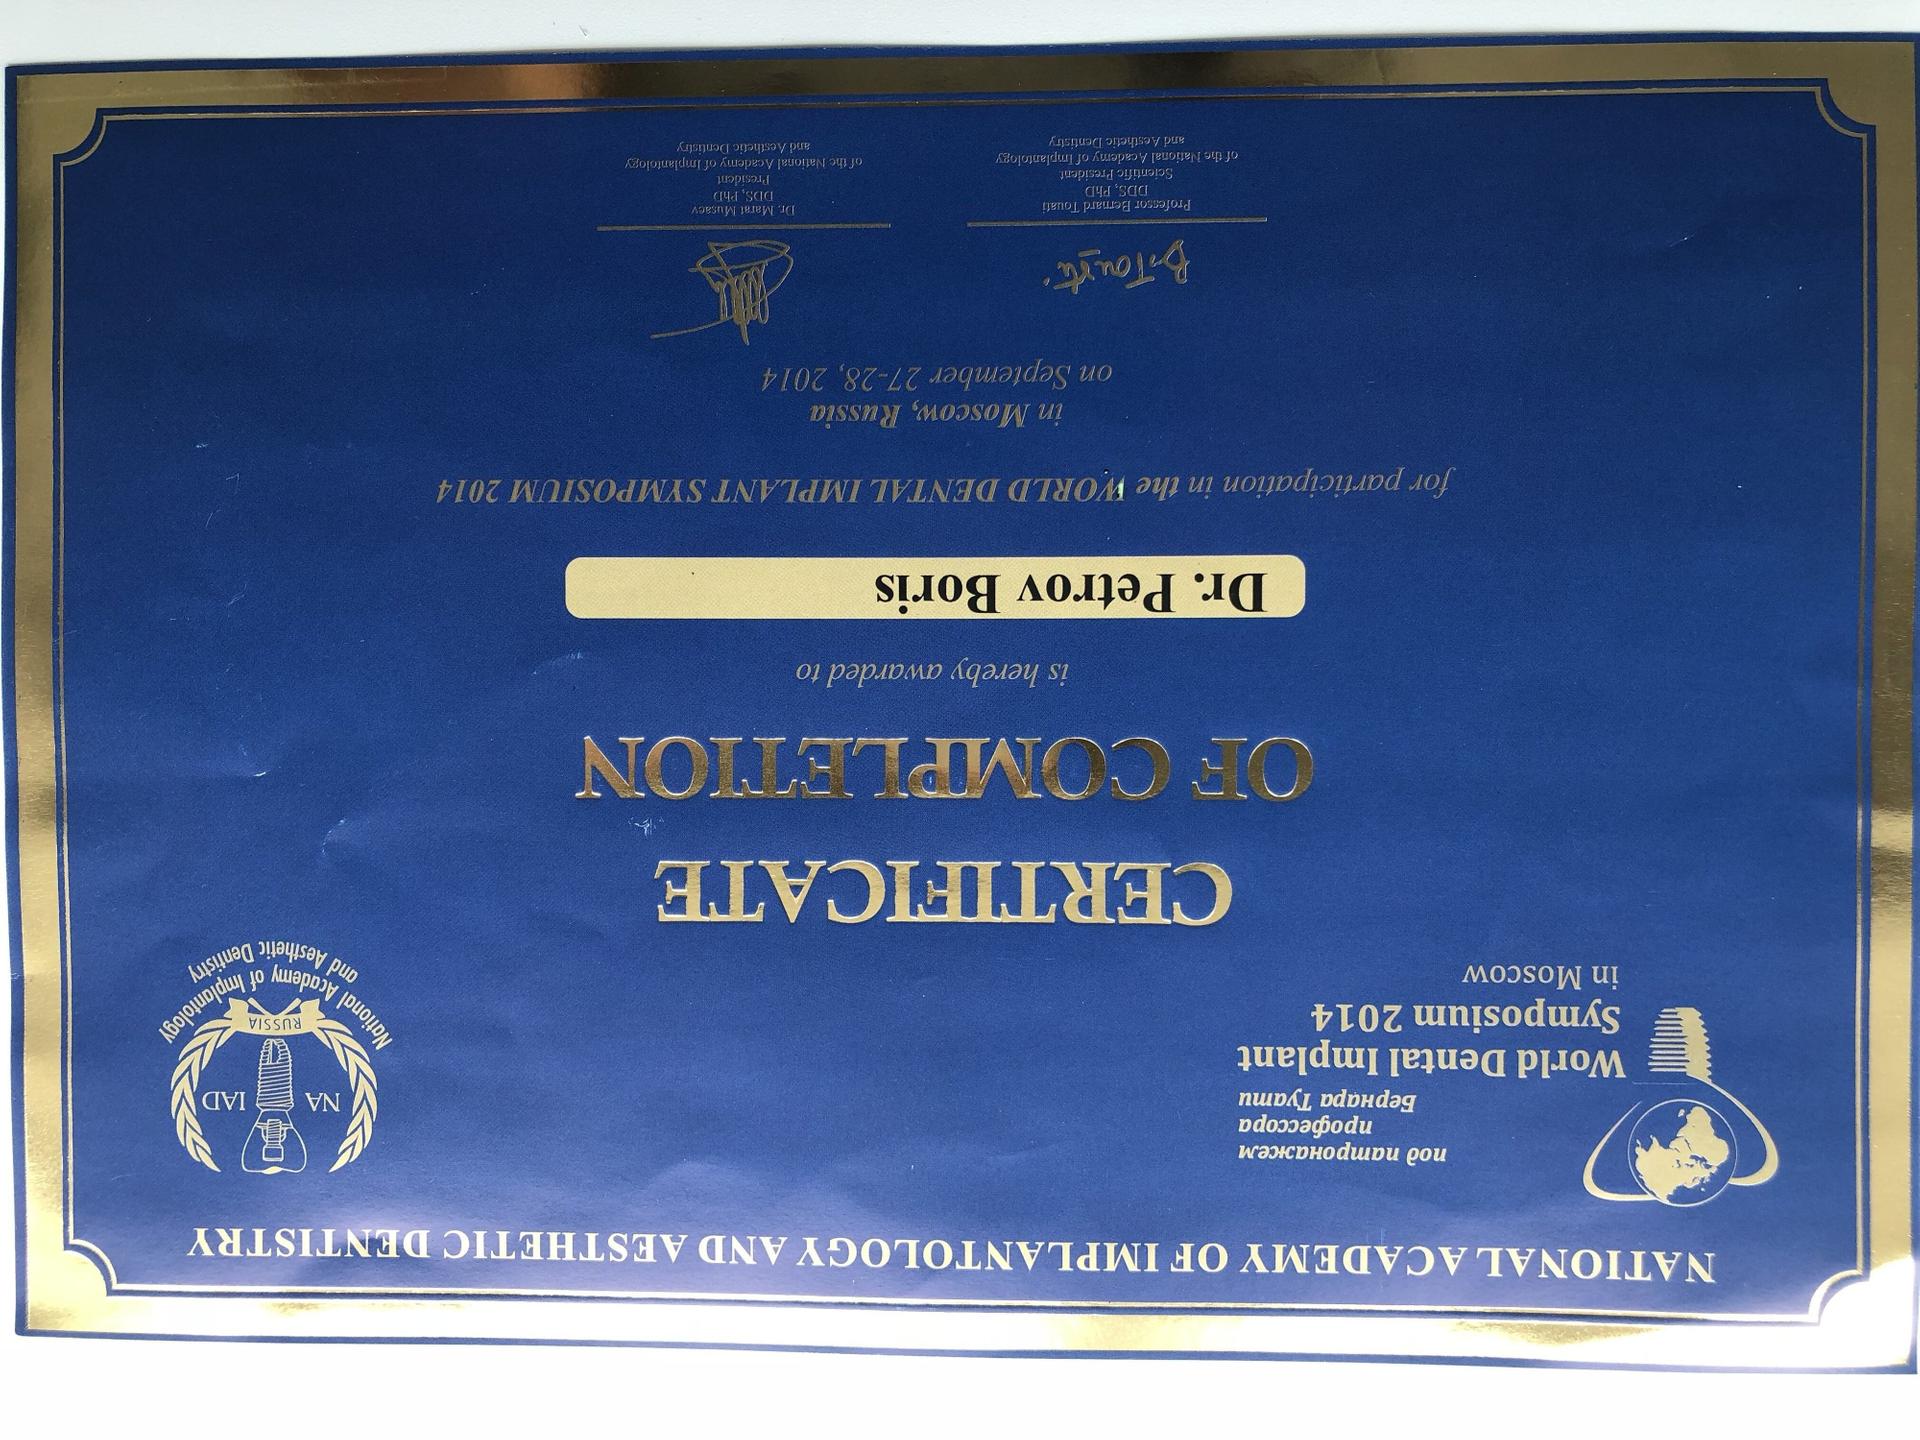 NATIONAL ACADEMY OF IMPLANTOLOGY AND AESTHETIC DENTISTRY
под патронажем
профессора
Бернара Туати
World Dental Implant
Symposium 2014
in Moscow
NA IAD
RUSSIA
National Academy of Implantology
and Aesthetic Dentistry
CERTIFICATE
OF COMPLETION
is hereby awarded to
Dr. Petrov Boris
for participation in the WORLD DENTAL IMPLANT SYMPOSIUM 2014
in Moscow, Russia
on September 27-28, 2014
B. Touati
Professor Bernard Touati
DDS, PhD
Scientific President
of the National Academy of Implantology
and Aesthetic Dentistry
Dr. Marat Musaev
DDS, PhD
President
of the National Academy of Implantology
and Aesthetic Dentistry